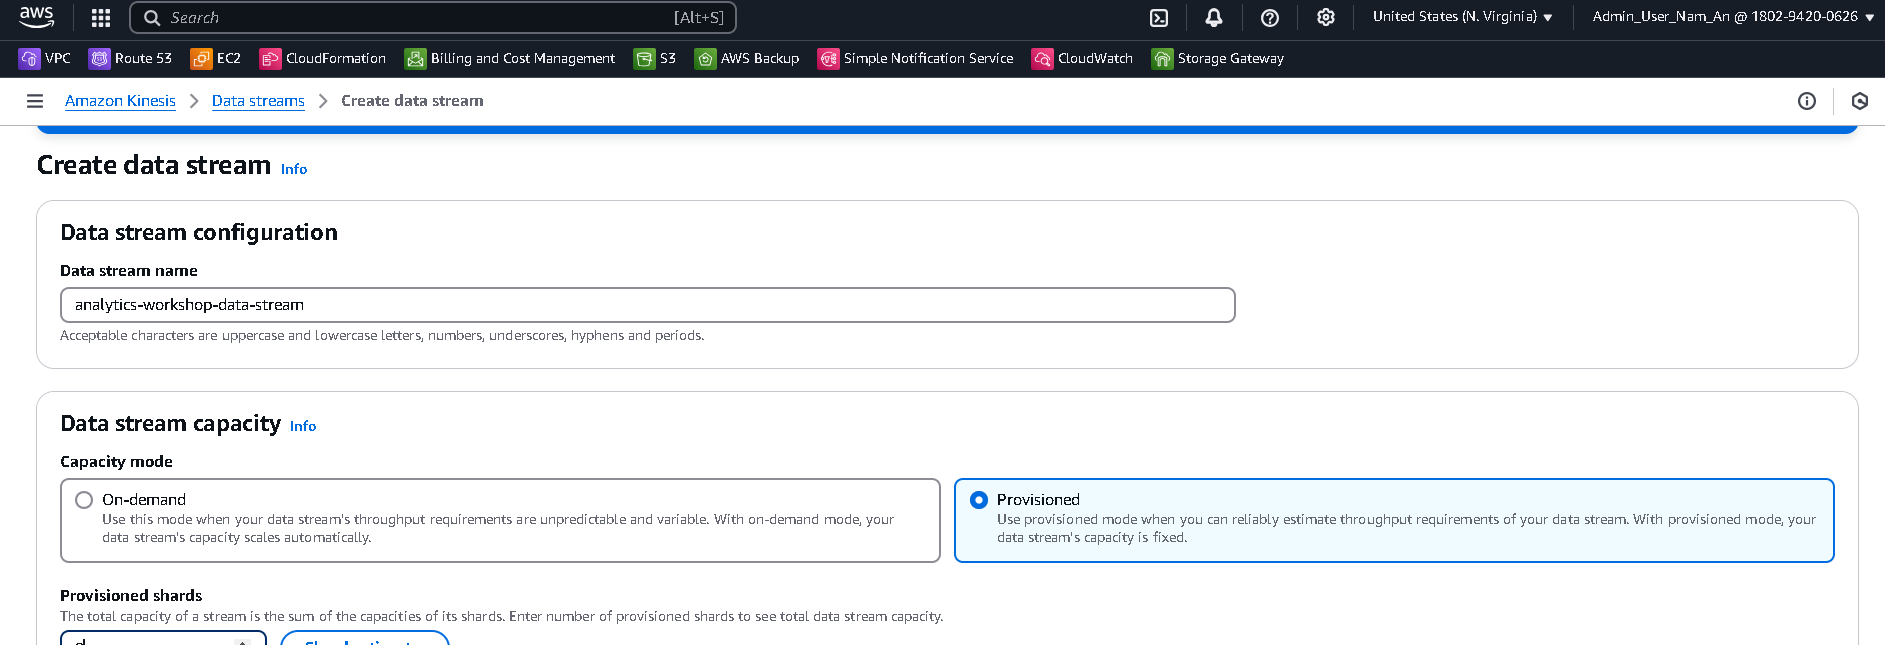 aws
Search [Alt+S] United States (N. Virginia) Admin_User_Nam_An @ 1802-9420-0626
VPC Route 53 EC2 CloudFormation Billing and Cost Management S3 AWS Backup Simple Notification Service CloudWatch Storage Gateway
Amazon Kinesis Data streams Create data stream
Create data stream Info
Data stream configuration
Data stream name
analytics-workshop-data-stream
Acceptable characters are uppercase and lowercase letters, numbers, underscores, hyphens and periods.
Data stream capacity Info
Capacity mode
On-demand
Use this mode when your data stream's throughput requirements are unpredictable and variable. With on-demand mode, your
data stream's capacity scales automatically.
Provisioned
Use provisioned mode when you can reliably estimate throughput requirements of your data stream. With provisioned mode, your
data stream's capacity is fixed.
Provisioned shards
The total capacity of a stream is the sum of the capacities of its shards. Enter number of provisioned shards to see total data stream capacity.